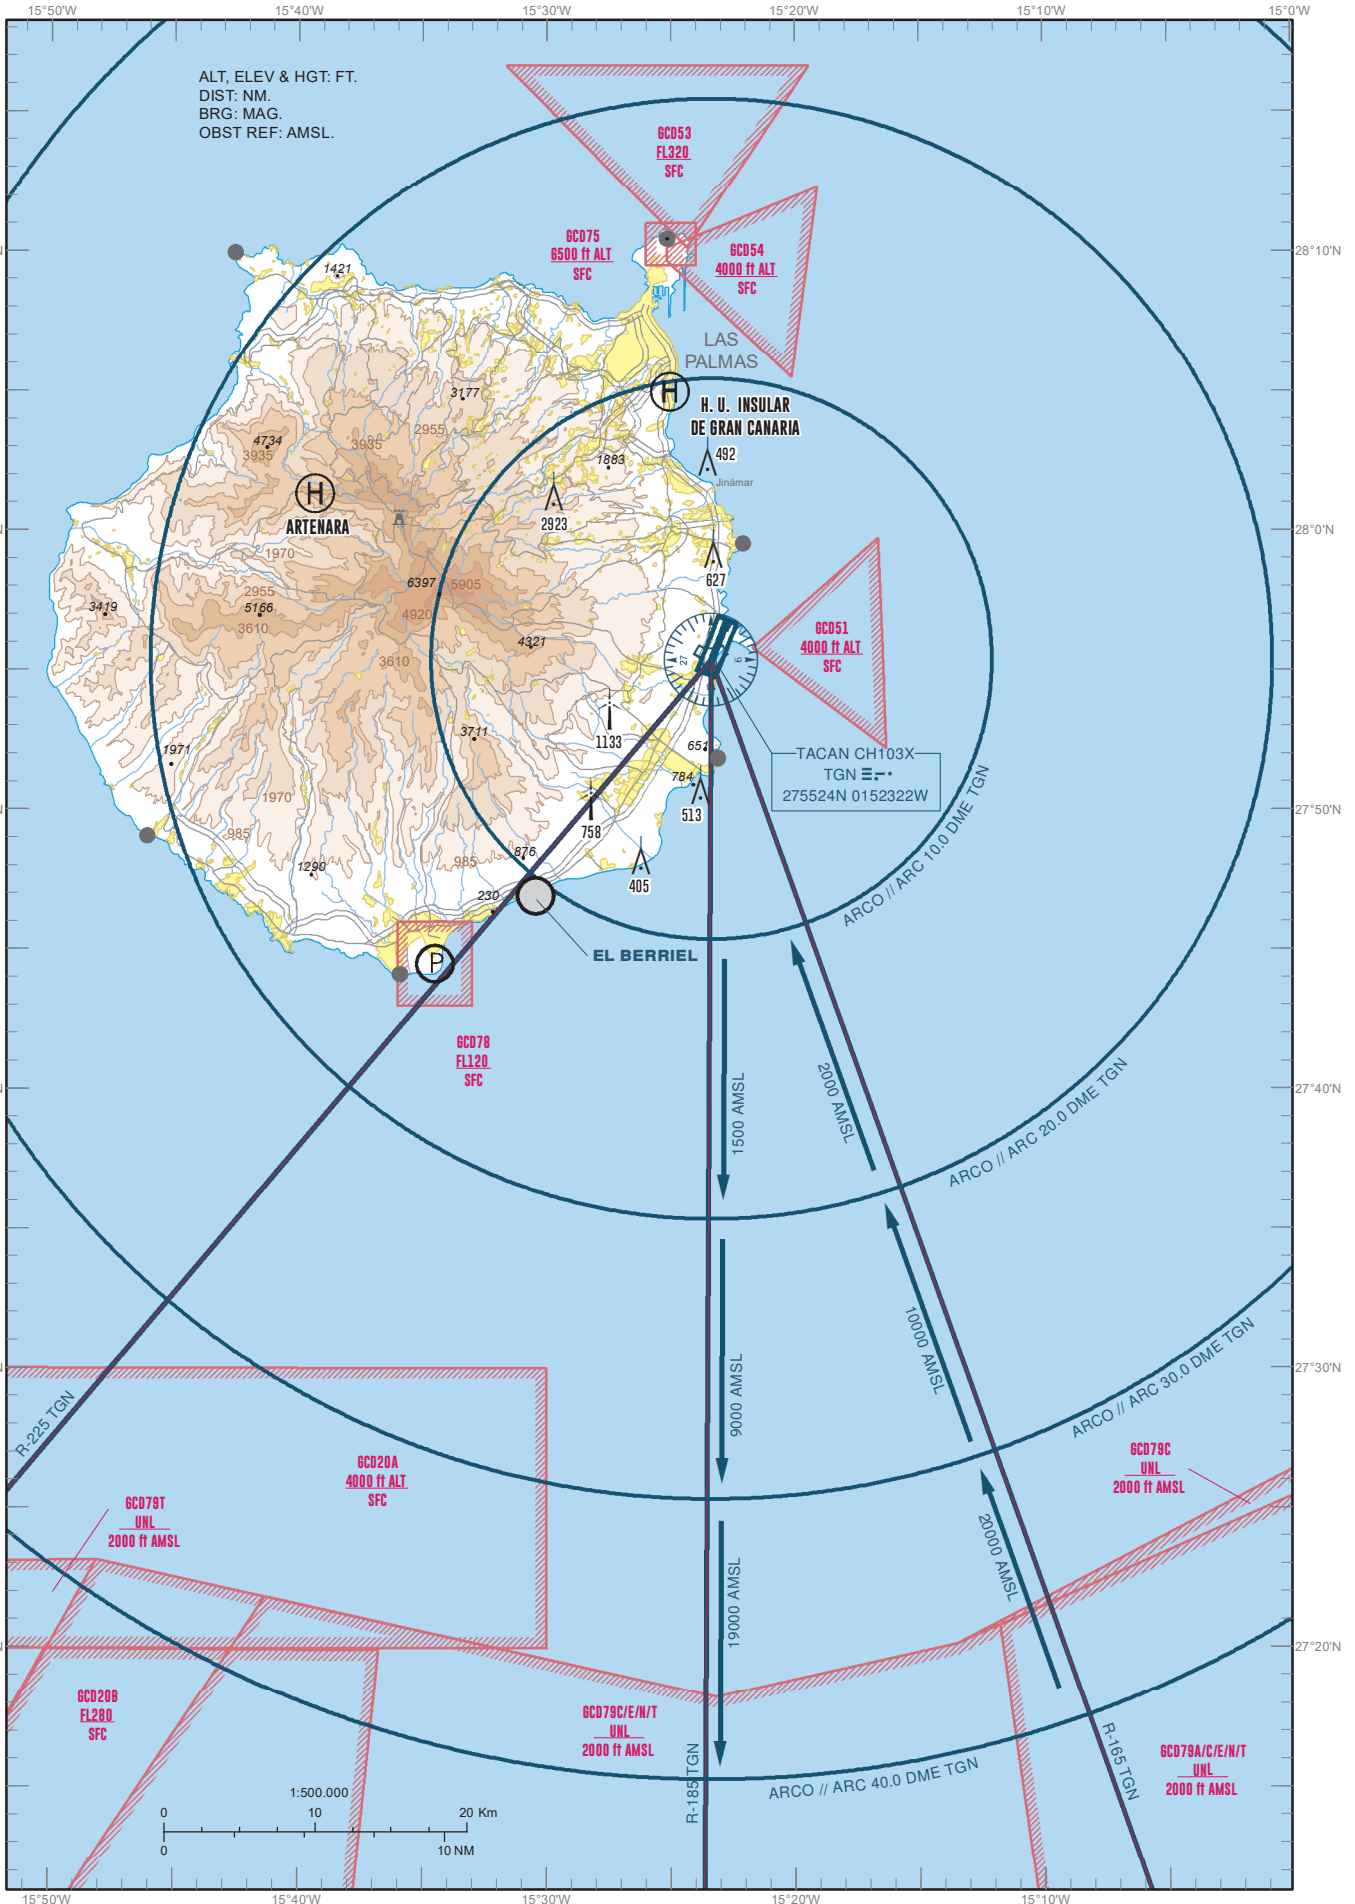 15°50'W
15°40'W
15°30'W
15°20'W
15°10'W
15°0'W
ALT, ELEV & HGT: FT.
DIST: NM.
BRG: MAG.
OBST REF: AMSL.
GCD53
FL320
SFC
GCD75
6500 ft ALT
SFC
GCD54
4000 ft ALT
SFC
28°10'N
1421
LAS
PALMAS
H
H. U. INSULAR
DE GRAN CANARIA
3177
2955
3935
4734
3935
492
1883
Jinámar
H
ARTENARA
2923
28°0'N
1970
627
6397
5905
2955
5166
3419
4920
3610
4321
3610
GCD51
4000 ft ALT
SFC
27
6
3711
1133
651
1971
784
TACAN CH103X
TGN
275524N 0152322W
1970
513
27°50'N
758
985
876
985
1290
405
230
EL BERRIEL
P
ARCO // ARC 10.0 DME TGN
GCD78
FL120
SFC
1500 AMSL
2000 AMSL
27°40'N
ARCO // ARC 20.0 DME TGN
9000 AMSL
10000 AMSL
27°30'N
ARCO // ARC 30.0 DME TGN
R-225 TGN
GCD20A
4000 ft ALT
SFC
GCD79T
UNL
2000 ft AMSL
GCD79C
UNL
2000 ft AMSL
19000 AMSL
20000 AMSL
27°20'N
GCD20B
FL280
SFC
GCD79C/E/N/T
UNL
2000 ft AMSL
R-185 TGN
R-165 TGN
GCD79A/C/E/N/T
UNL
2000 ft AMSL
ARCO // ARC 40.0 DME TGN
1:500.000
0
10
20 Km
0
10 NM
15°50'W
15°40'W
15°30'W
15°20'W
15°10'W